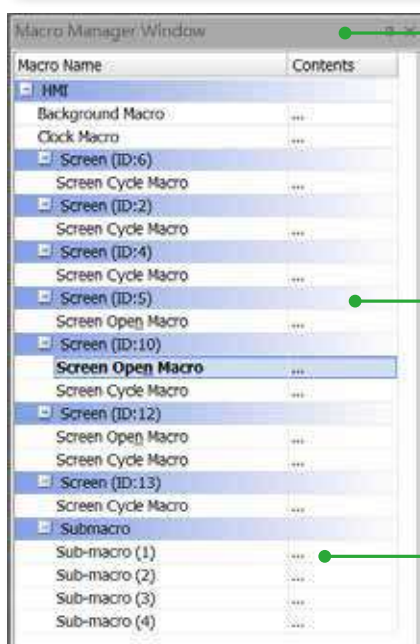 Macro Manager Window
Macro Name Contents
HMI
Background Macro ...
Clock Macro ...
Screen (ID:6)
Screen Cycle Macro ...
Screen (ID:2)
Screen Cycle Macro ...
Screen (ID:4)
Screen Cycle Macro ...
Screen (ID:5)
Screen Open Macro ...
Screen (ID:10)
Screen Open Macro ...
Screen Cycle Macro ...
Screen (ID:12)
Screen Open Macro ...
Screen Cycle Macro ...
Screen (ID:13)
Screen Cycle Macro ...
Submacro
Sub-macro (1) ...
Sub-macro (2) ...
Sub-macro (3) ...
Sub-macro (4) ...